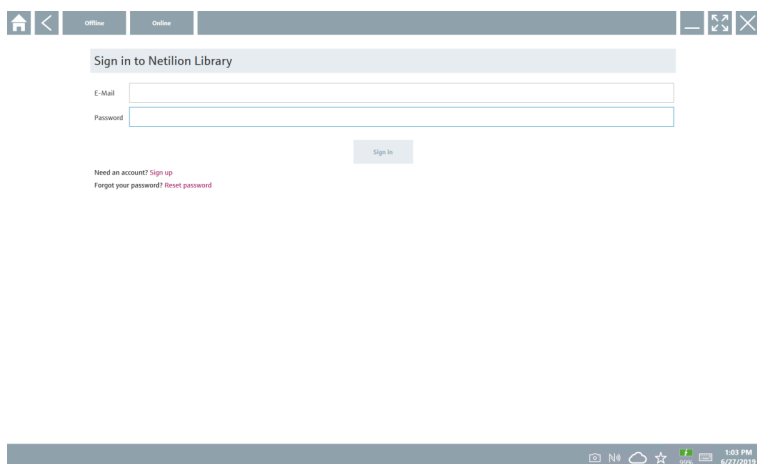 Offline Online
Sign in to Netilion Library
E-Mail
Password
Sign in
Need an account? Sign up
Forgot your password? Reset password
1:03 PM
99% 6/27/2019